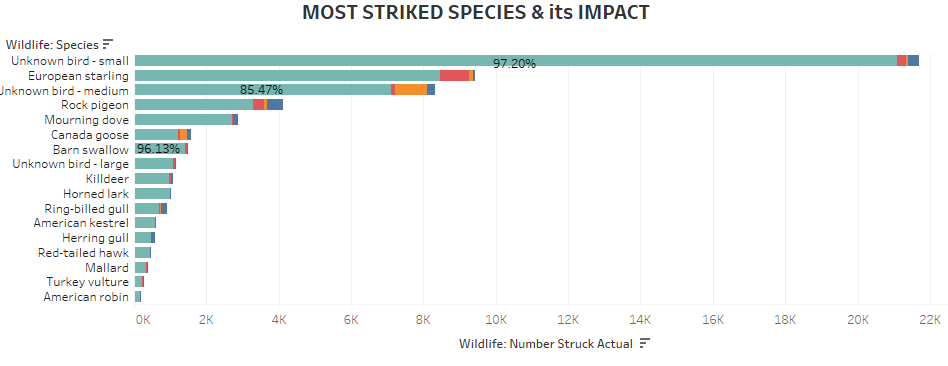 MOST STRIKED SPECIES & its IMPACT
Wildlife: Species
Unknown bird - small
97.20%
European starling
Unknown bird - medium
85.47%
Rock pigeon
Mourning dove
Canada goose
Barn swallow
96.13%
Unknown bird - large
Killdeer
Horned lark
Ring-billed gull
American kestrel
Herring gull
Red-tailed hawk
Mallard
Turkey vulture
American robin
0K 2K 4K 6K 8K 10K 12K 14K 16K 18K 20K 22K
Wildlife: Number Struck Actual